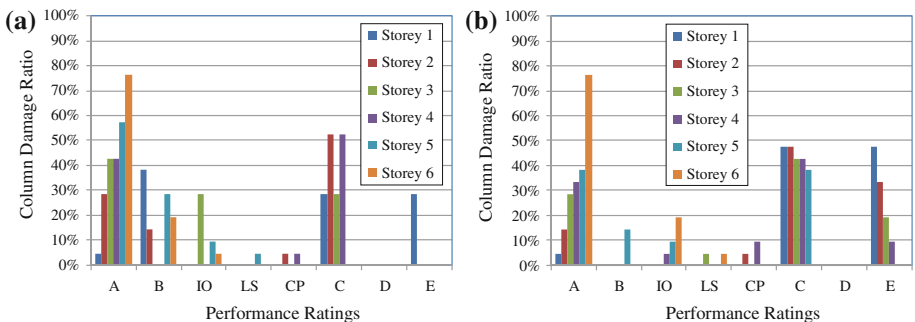 (a)
Column Damage Ratio
100%
90%
80%
70%
60%
50%
40%
30%
20%
10%
0%
Storey 1
Storey 2
Storey 3
Storey 4
Storey 5
Storey 6
A B IO LS CP C D E
Performance Ratings
(b)
Column Damage Ratio
100%
90%
80%
70%
60%
50%
40%
30%
20%
10%
0%
Storey 1
Storey 2
Storey 3
Storey 4
Storey 5
Storey 6
A B IO LS CP C D E
Performance Ratings